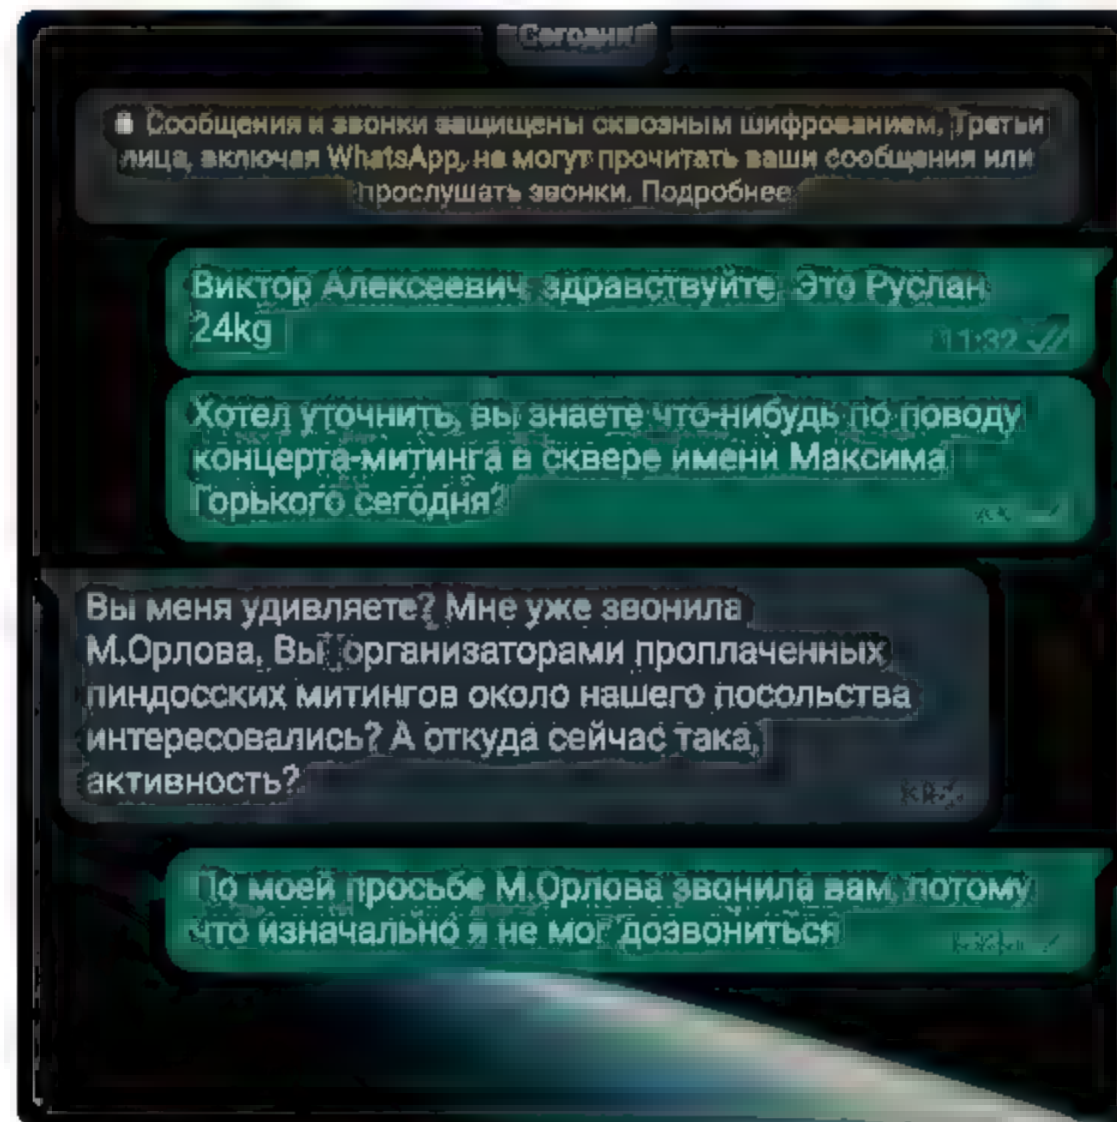 Сегодня
Сообщения и звонки защищены сквозным шифрованием, Третьи
лица, включая WhatsApp, не могут прочитать ваши сообщения или
прослушать звонки. Подробнее
Виктор Алексеевич, здравствуйте. Это Руслан
24kg
11:32
Хотел уточнить, вы знаете что-нибудь по поводу
концерта-митинга в сквере имени Максима
Горького сегодня?
Вы меня удивляете? Мне уже звонила
М.Орлова, Вы организаторами проплаченных
пиндосских митингов около нашего посольства
интересовались? А откуда сейчас така,
активность?
По моей просьбе М.Орлова звонила вам, потому
что изначально я не мог дозвониться